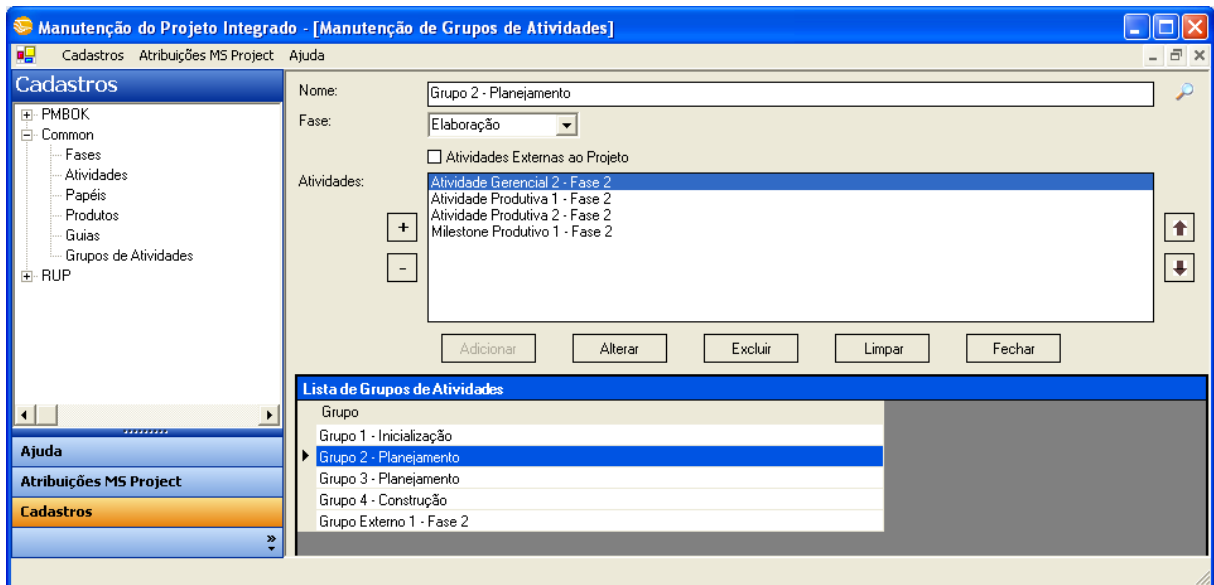 Manutenção do Projeto Integrado - [Manutenção de Grupos de Atividades]
Cadastros Atribuições MS Project Ajuda
Cadastros
PMBOK
Common
Fases
Atividades
Papéis
Produtos
Guias
Grupos de Atividades
RUP
Ajuda
Atribuições MS Project
Cadastros
Nome: Grupo 2 - Planejamento
Fase: Elaboração
Atividades Externas ao Projeto
Atividades:
Atividade Gerencial 2 - Fase 2
Atividade Produtiva 1 - Fase 2
Atividade Produtiva 2 - Fase 2
Milestone Produtivo 1 - Fase 2
+
-
Adicionar Alterar Excluir Limpar Fechar
Lista de Grupos de Atividades
Grupo
Grupo 1 - Inicialização
Grupo 2 - Planejamento
Grupo 3 - Planejamento
Grupo 4 - Construção
Grupo Externo 1 - Fase 2